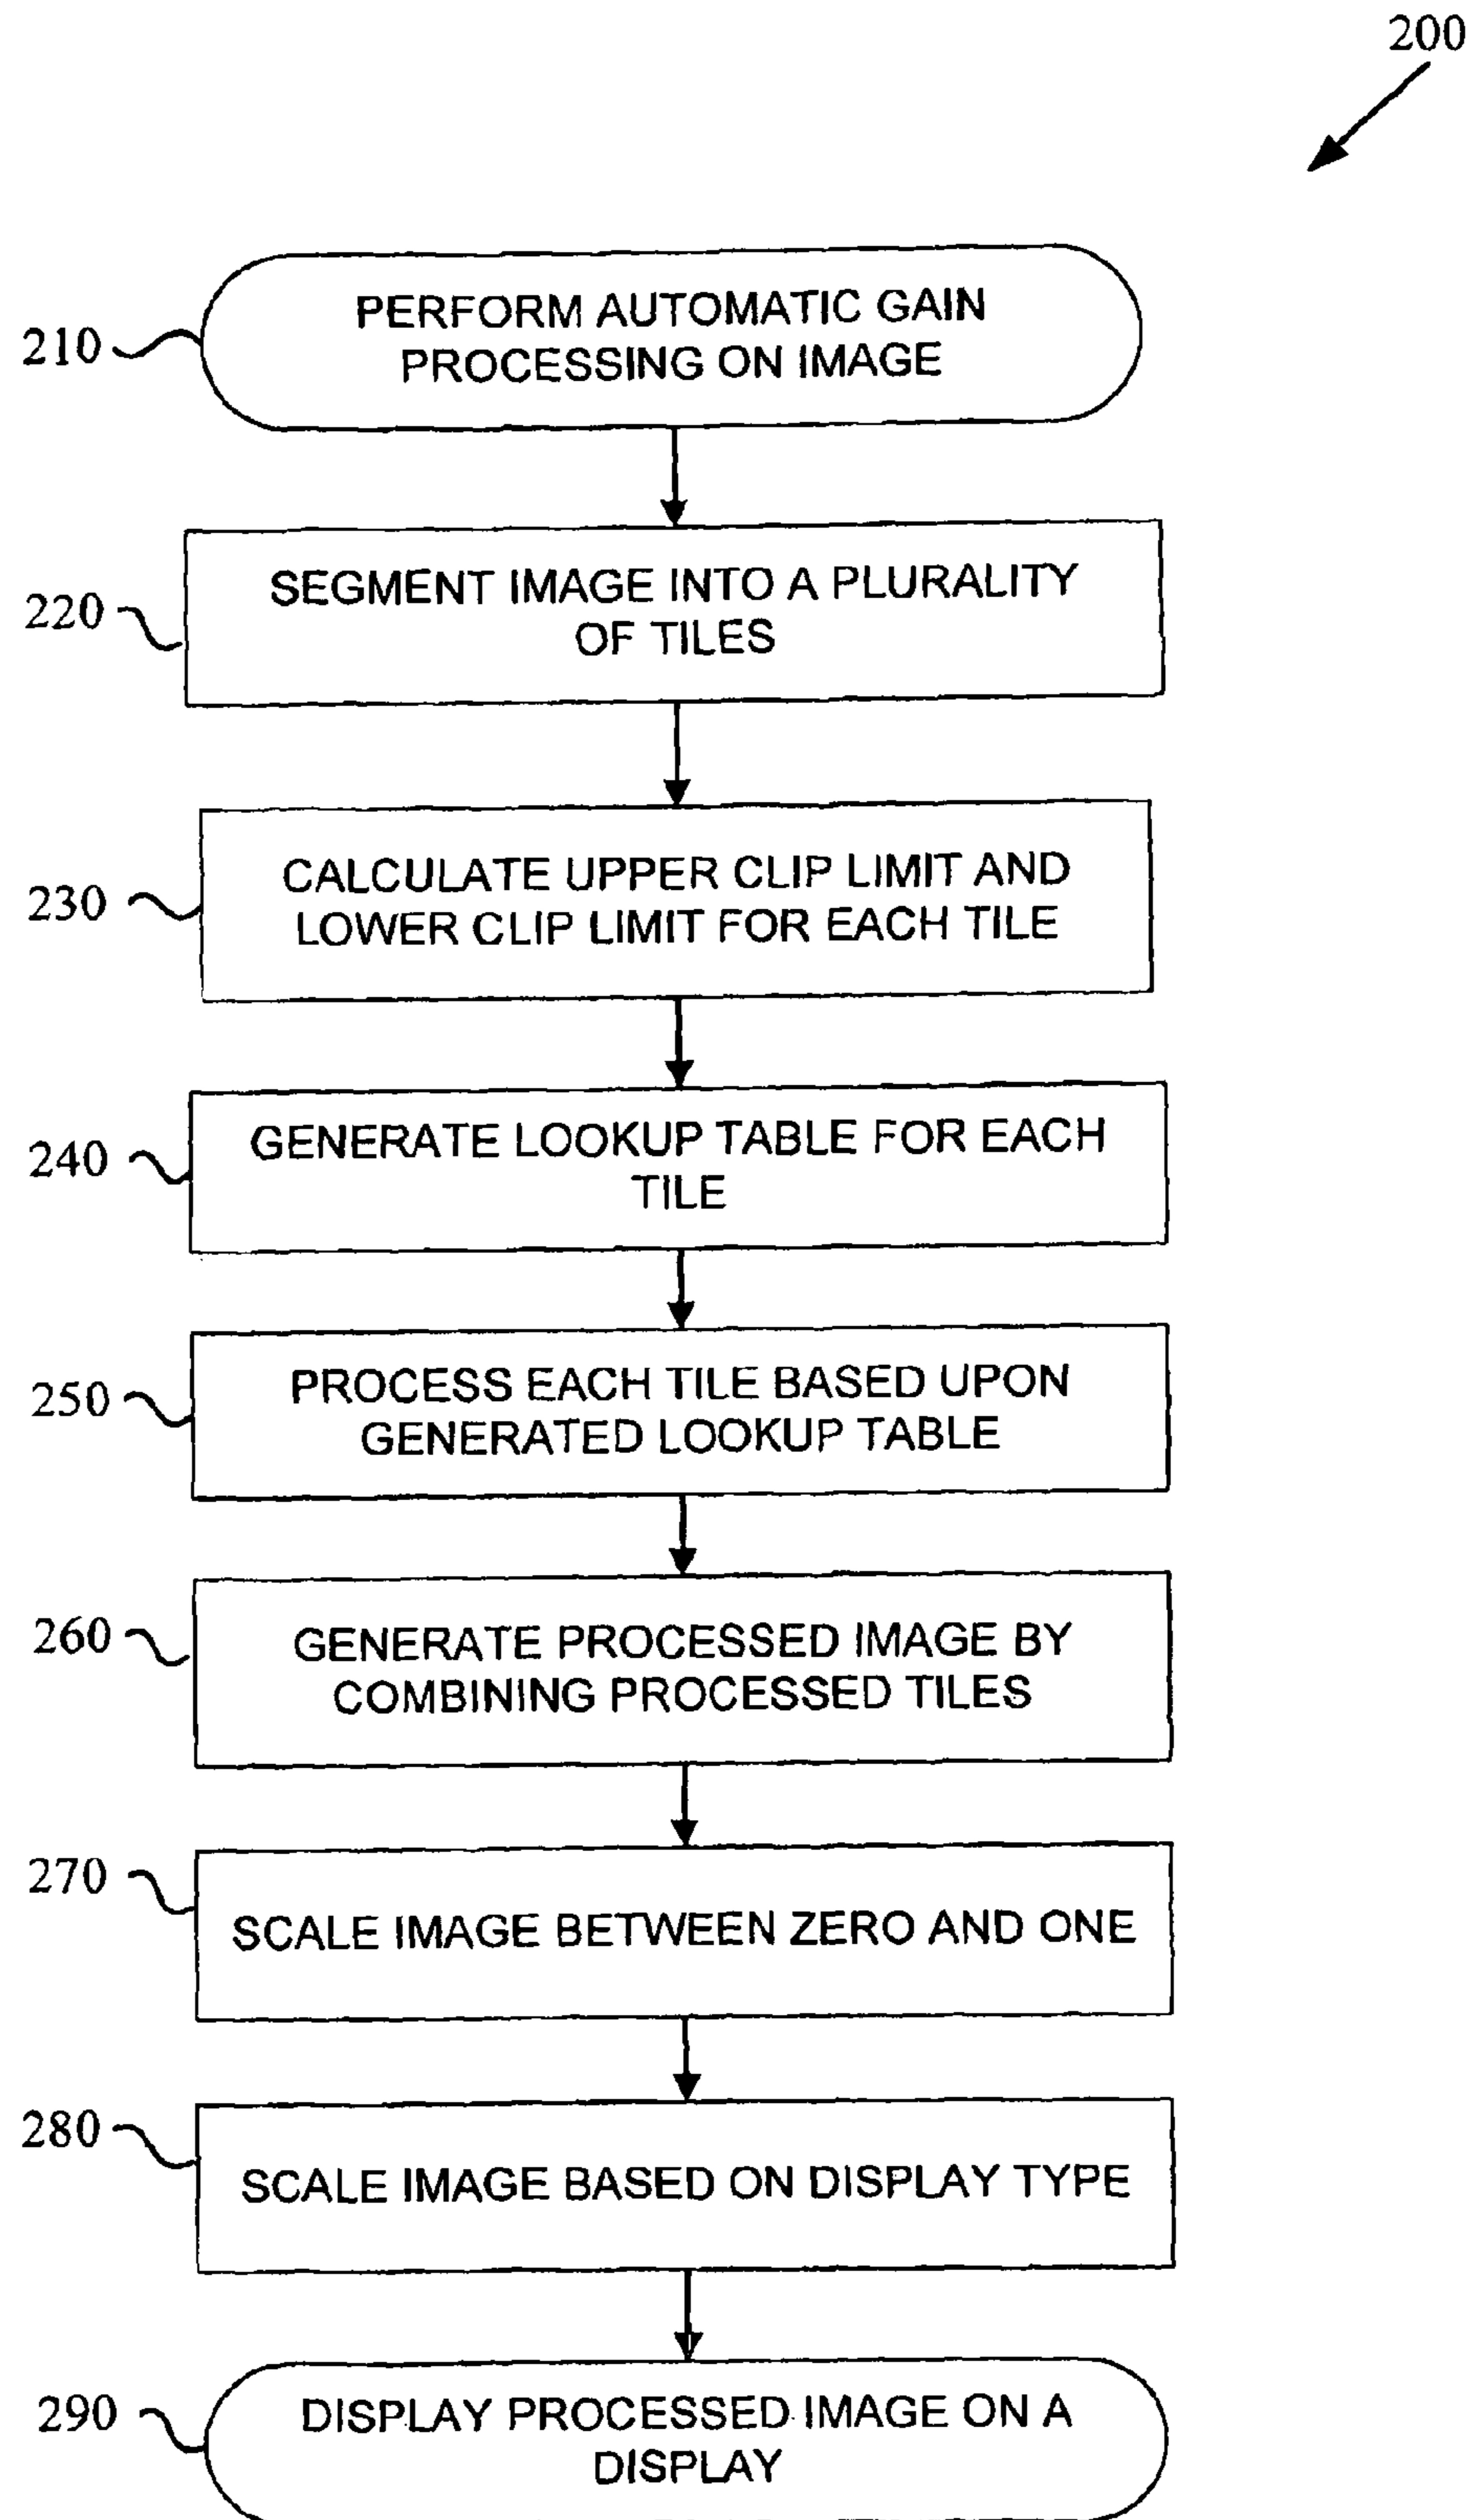 200
210
PERFORM AUTOMATIC GAIN
PROCESSING ON IMAGE
220
SEGMENT IMAGE INTO A PLURALITY
OF TILES
230
CALCULATE UPPER CLIP LIMIT AND
LOWER CLIP LIMIT FOR EACH TILE
240
GENERATE LOOKUP TABLE FOR EACH
TILE
250
PROCESS EACH TILE BASED UPON
GENERATED LOOKUP TABLE
260
GENERATE PROCESSED IMAGE BY
COMBINING PROCESSED TILES
270
SCALE IMAGE BETWEEN ZERO AND ONE
280
SCALE IMAGE BASED ON DISPLAY TYPE
290
DISPLAY PROCESSED IMAGE ON A
DISPLAY